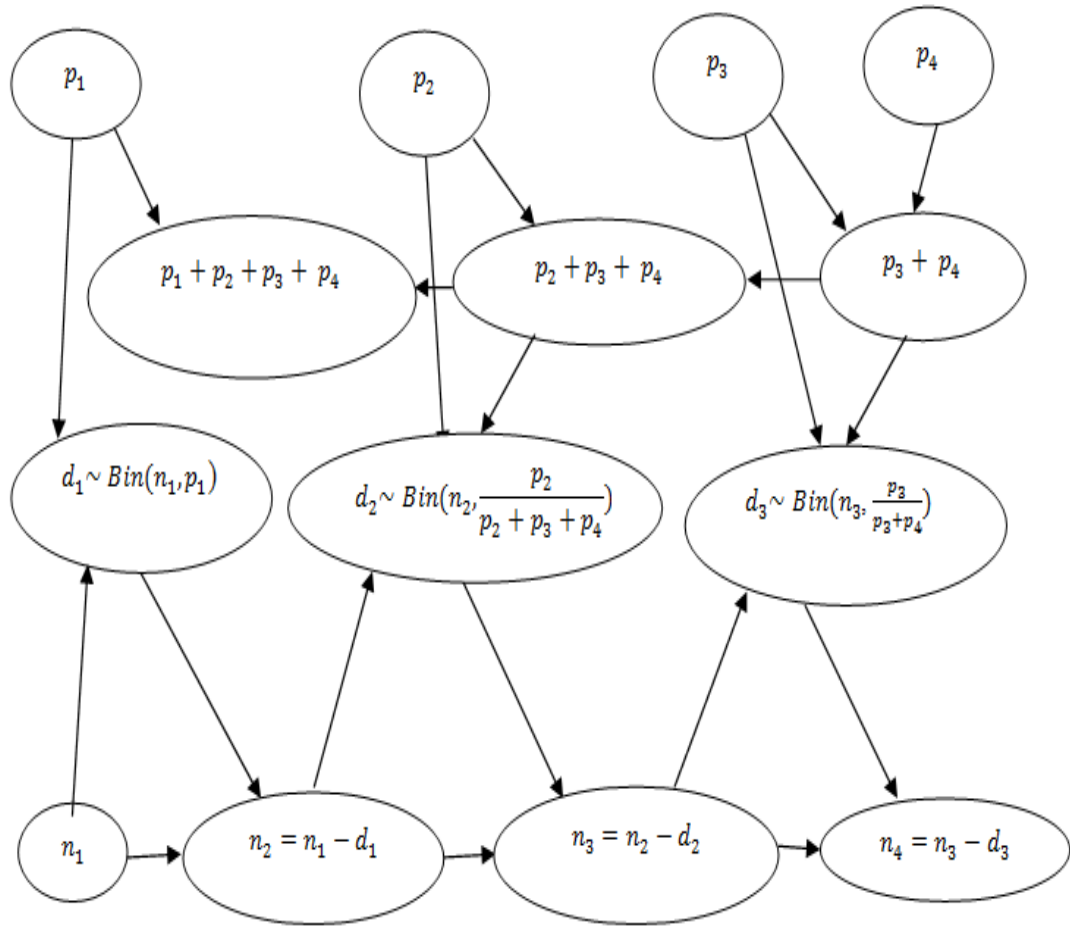 p₁
p₂
p₃
p₄
p₁ + p₂ + p₃ + p₄
p₂ + p₃ + p₄
p₃ + p₄
d₁~ Bin(n₁,p₁)
d₂~ Bin(n₂, p₂/(p₂ + p₃ + p₄))
d₃~ Bin(n₃, p₃/(p₃+p₄))
n₁
n₂ = n₁ − d₁
n₃ = n₂ − d₂
n₄ = n₃ − d₃